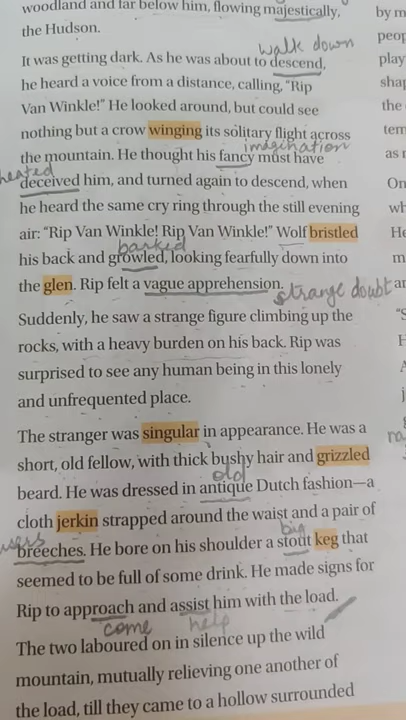 woodland and far below him, flowing majestically,
the Hudson.
walk down
It was getting dark. As he was about to descend,
he heard a voice from a distance, calling, "Rip
Van Winkle!" He looked around, but could see
nothing but a crow winging its solitary flight across
imagination
the mountain. He thought his fancy must have
heated
deceived him, and turned again to descend, when
he heard the same cry ring through the still evening
air: "Rip Van Winkle! Rip Van Winkle!" Wolf bristled
barked
his back and growled, looking fearfully down into
the glen. Rip felt a vague apprehension.
strange doubt
Suddenly, he saw a strange figure climbing up the
rocks, with a heavy burden on his back. Rip was
surprised to see any human being in this lonely
and unfrequented place.
The stranger was singular in appearance. He was a
short, old fellow, with thick bushy hair and grizzled
old
beard. He was dressed in antique Dutch fashion—a
cloth jerkin strapped around the waist and a pair of
big
breeches. He bore on his shoulder a stout keg that
seemed to be full of some drink. He made signs for
Rip to approach and assist him with the load.
come help
The two laboured on in silence up the wild
mountain, mutually relieving one another of
the load, till they came to a hollow surrounded